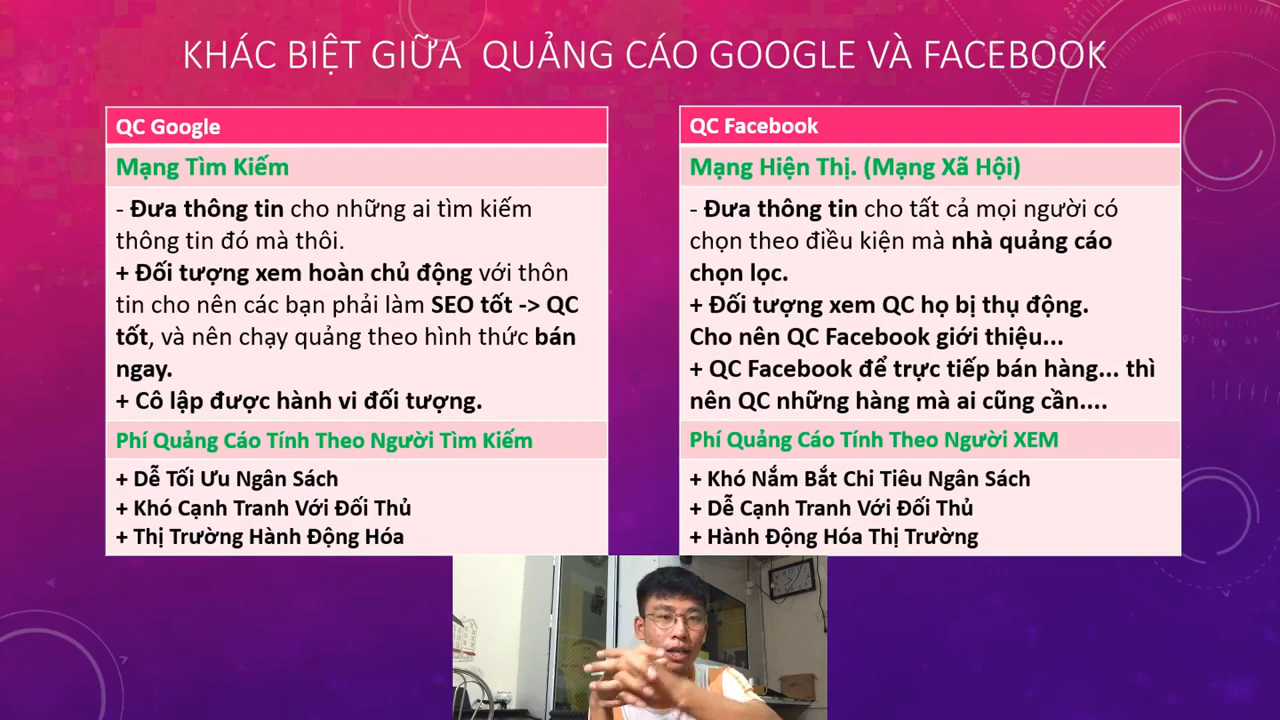 KHÁC BIỆT GIỮA QUẢNG CÁO GOOGLE VÀ FACEBOOK
QC Google
Mạng Tìm Kiếm
- Đưa thông tin cho những ai tìm kiếm
thông tin đó mà thôi.
+ Đối tượng xem hoàn chủ động với thôn
tin cho nên các bạn phải làm SEO tốt -> QC
tốt, và nên chạy quảng theo hình thức bán
ngay.
+ Cô lập được hành vi đối tượng.
Phí Quảng Cáo Tính Theo Người Tìm Kiếm
+ Dễ Tối Ưu Ngân Sách
+ Khó Cạnh Tranh Với Đối Thủ
+ Thị Trường Hành Động Hóa
QC Facebook
Mạng Hiện Thị. (Mạng Xã Hội)
- Đưa thông tin cho tất cả mọi người có
chọn theo điều kiện mà nhà quảng cáo
chọn lọc.
+ Đối tượng xem QC họ bị thụ động.
Cho nên QC Facebook giới thiệu...
+ QC Facebook để trực tiếp bán hàng... thì
nên QC những hàng mà ai cũng cần....
Phí Quảng Cáo Tính Theo Người XEM
+ Khó Nắm Bắt Chi Tiêu Ngân Sách
+ Dễ Cạnh Tranh Với Đối Thủ
+ Hành Động Hóa Thị Trường